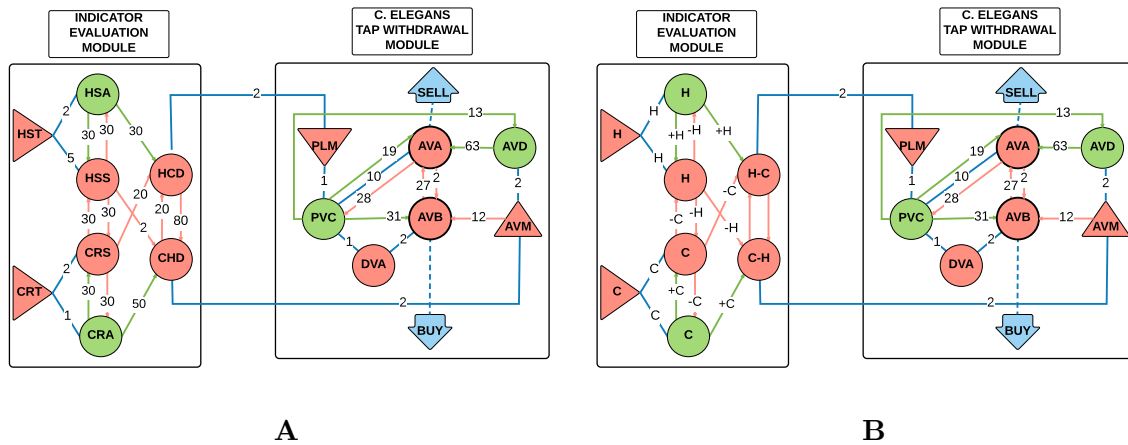 INDICATOR
EVALUATION
MODULE
C. ELEGANS
TAP WITHDRAWAL
MODULE
HSA
2
SELL
13
HST
30
30
30
PLM
AVA
AVD
19
63
5
HSS
HCD
10
1
2
27
2
28
20
30
30
20
80
PVC
31
AVB
12
AVM
2
1
2
CRS
CHD
DVA
2
CRT
30
30
50
2
1
CRA
BUY
2
A
INDICATOR
EVALUATION
MODULE
C. ELEGANS
TAP WITHDRAWAL
MODULE
H
2
SELL
13
H
H
+H
-H
+H
PLM
AVA
AVD
19
63
H
H
H-C
10
1
2
27
2
28
-C
-C
-H
PVC
31
AVB
12
AVM
-H
1
2
C
C-H
DVA
C
C
+C
-C
+C
2
C
C
BUY
B